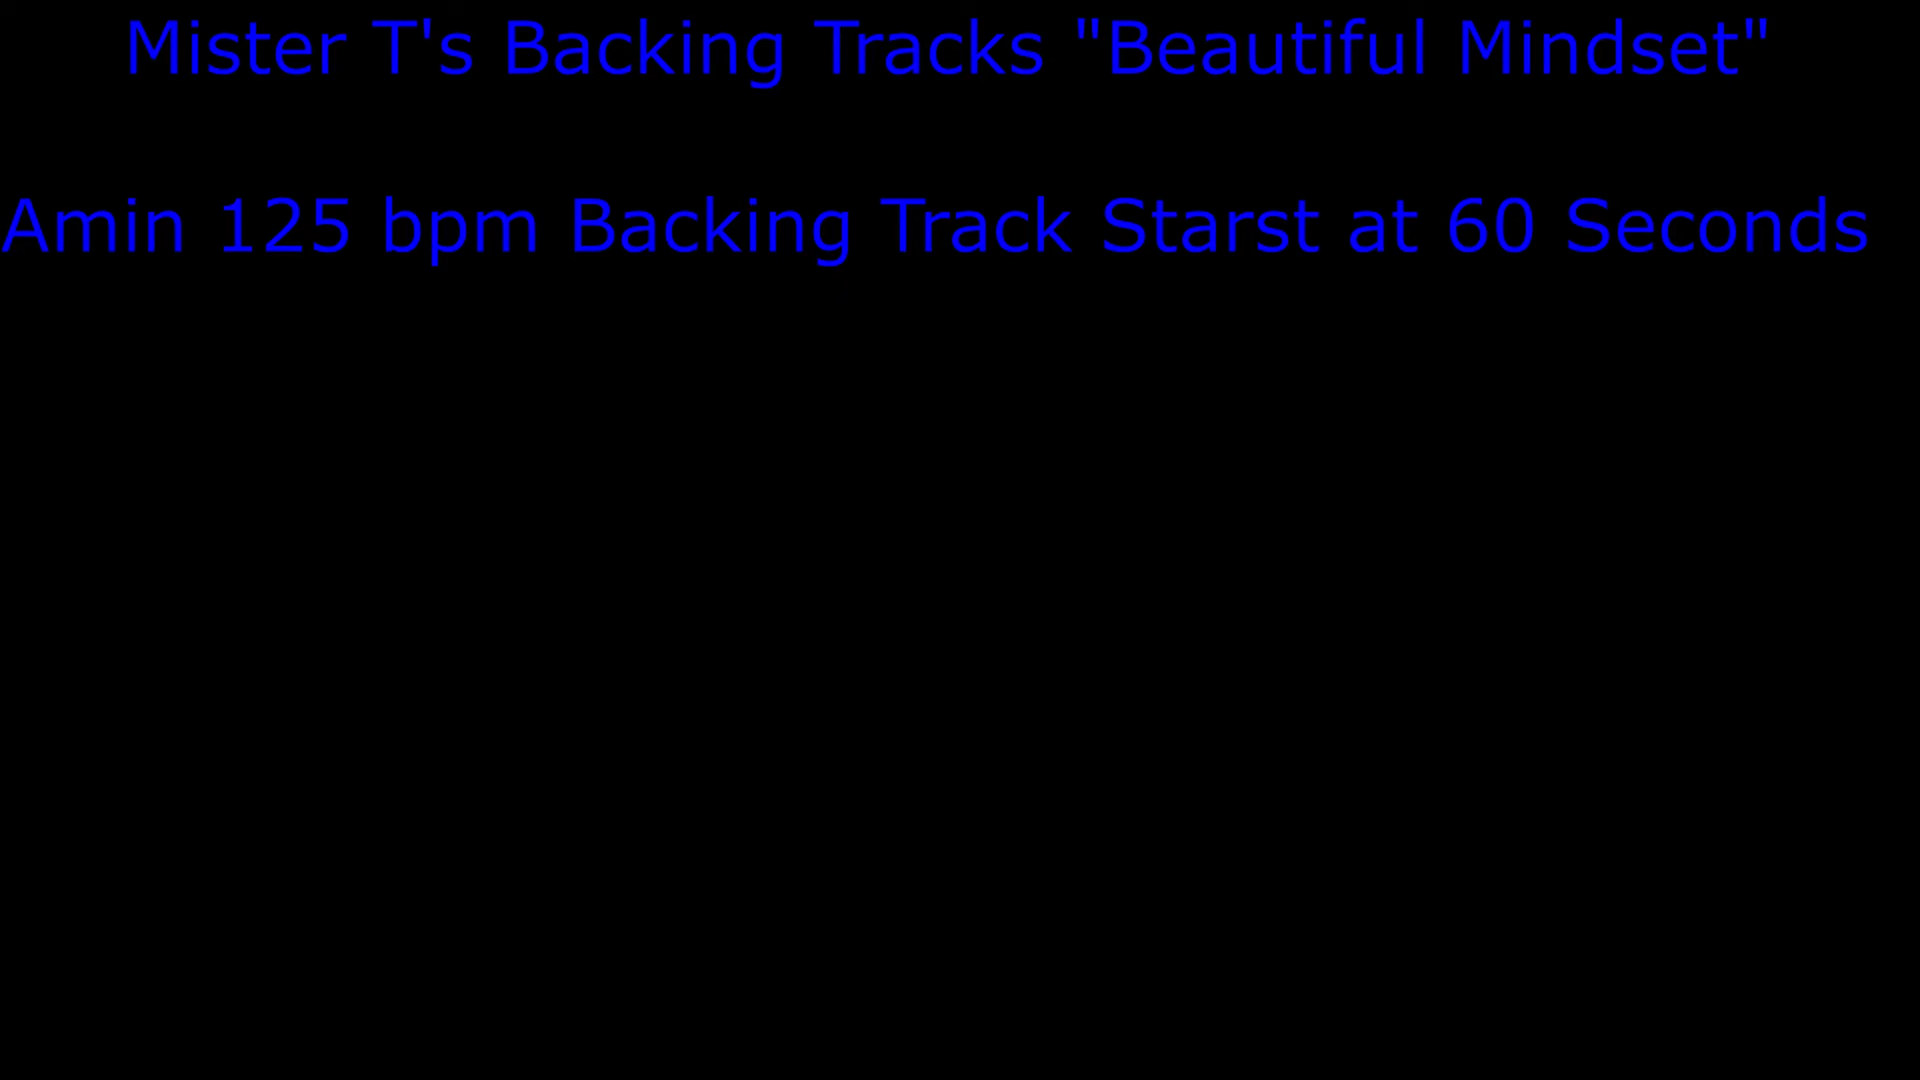 Mister T's Backing Tracks "Beautiful Mindset"
Amin 125 bpm Backing Track Starst at 60 Seconds